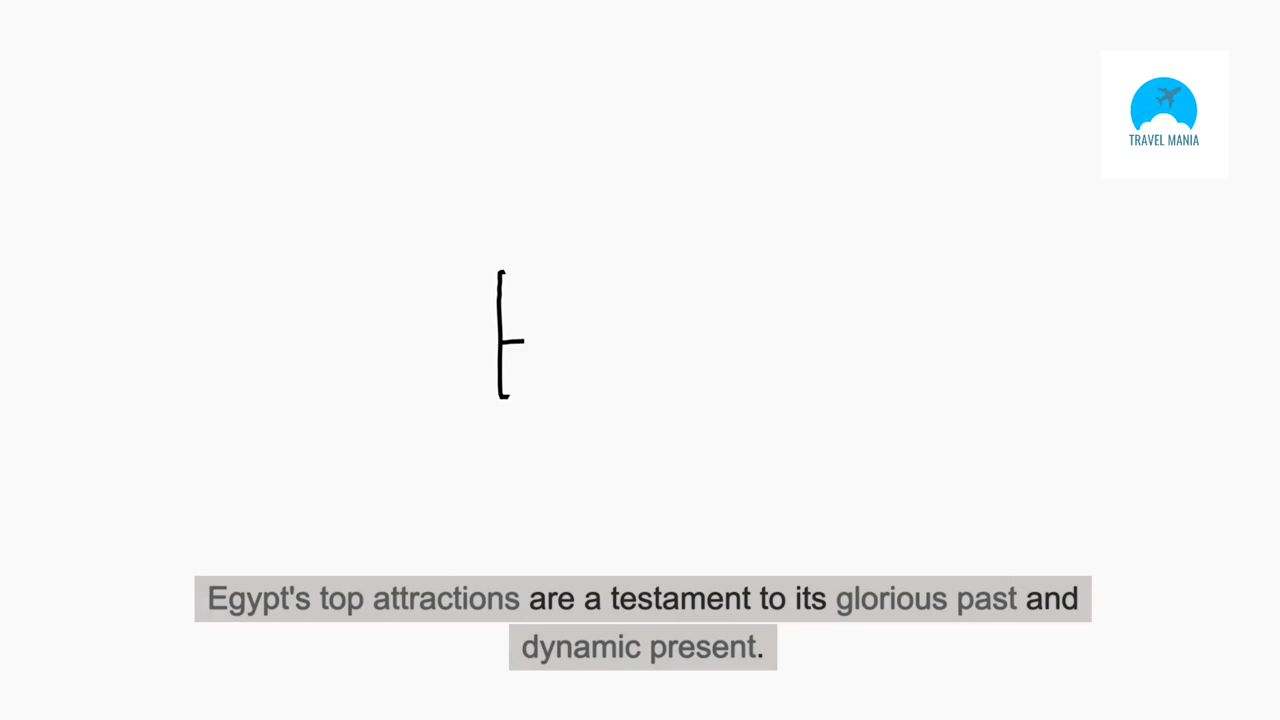 TRAVEL MANIA
Egypt's top attractions are a testament to its glorious past and
dynamic present.